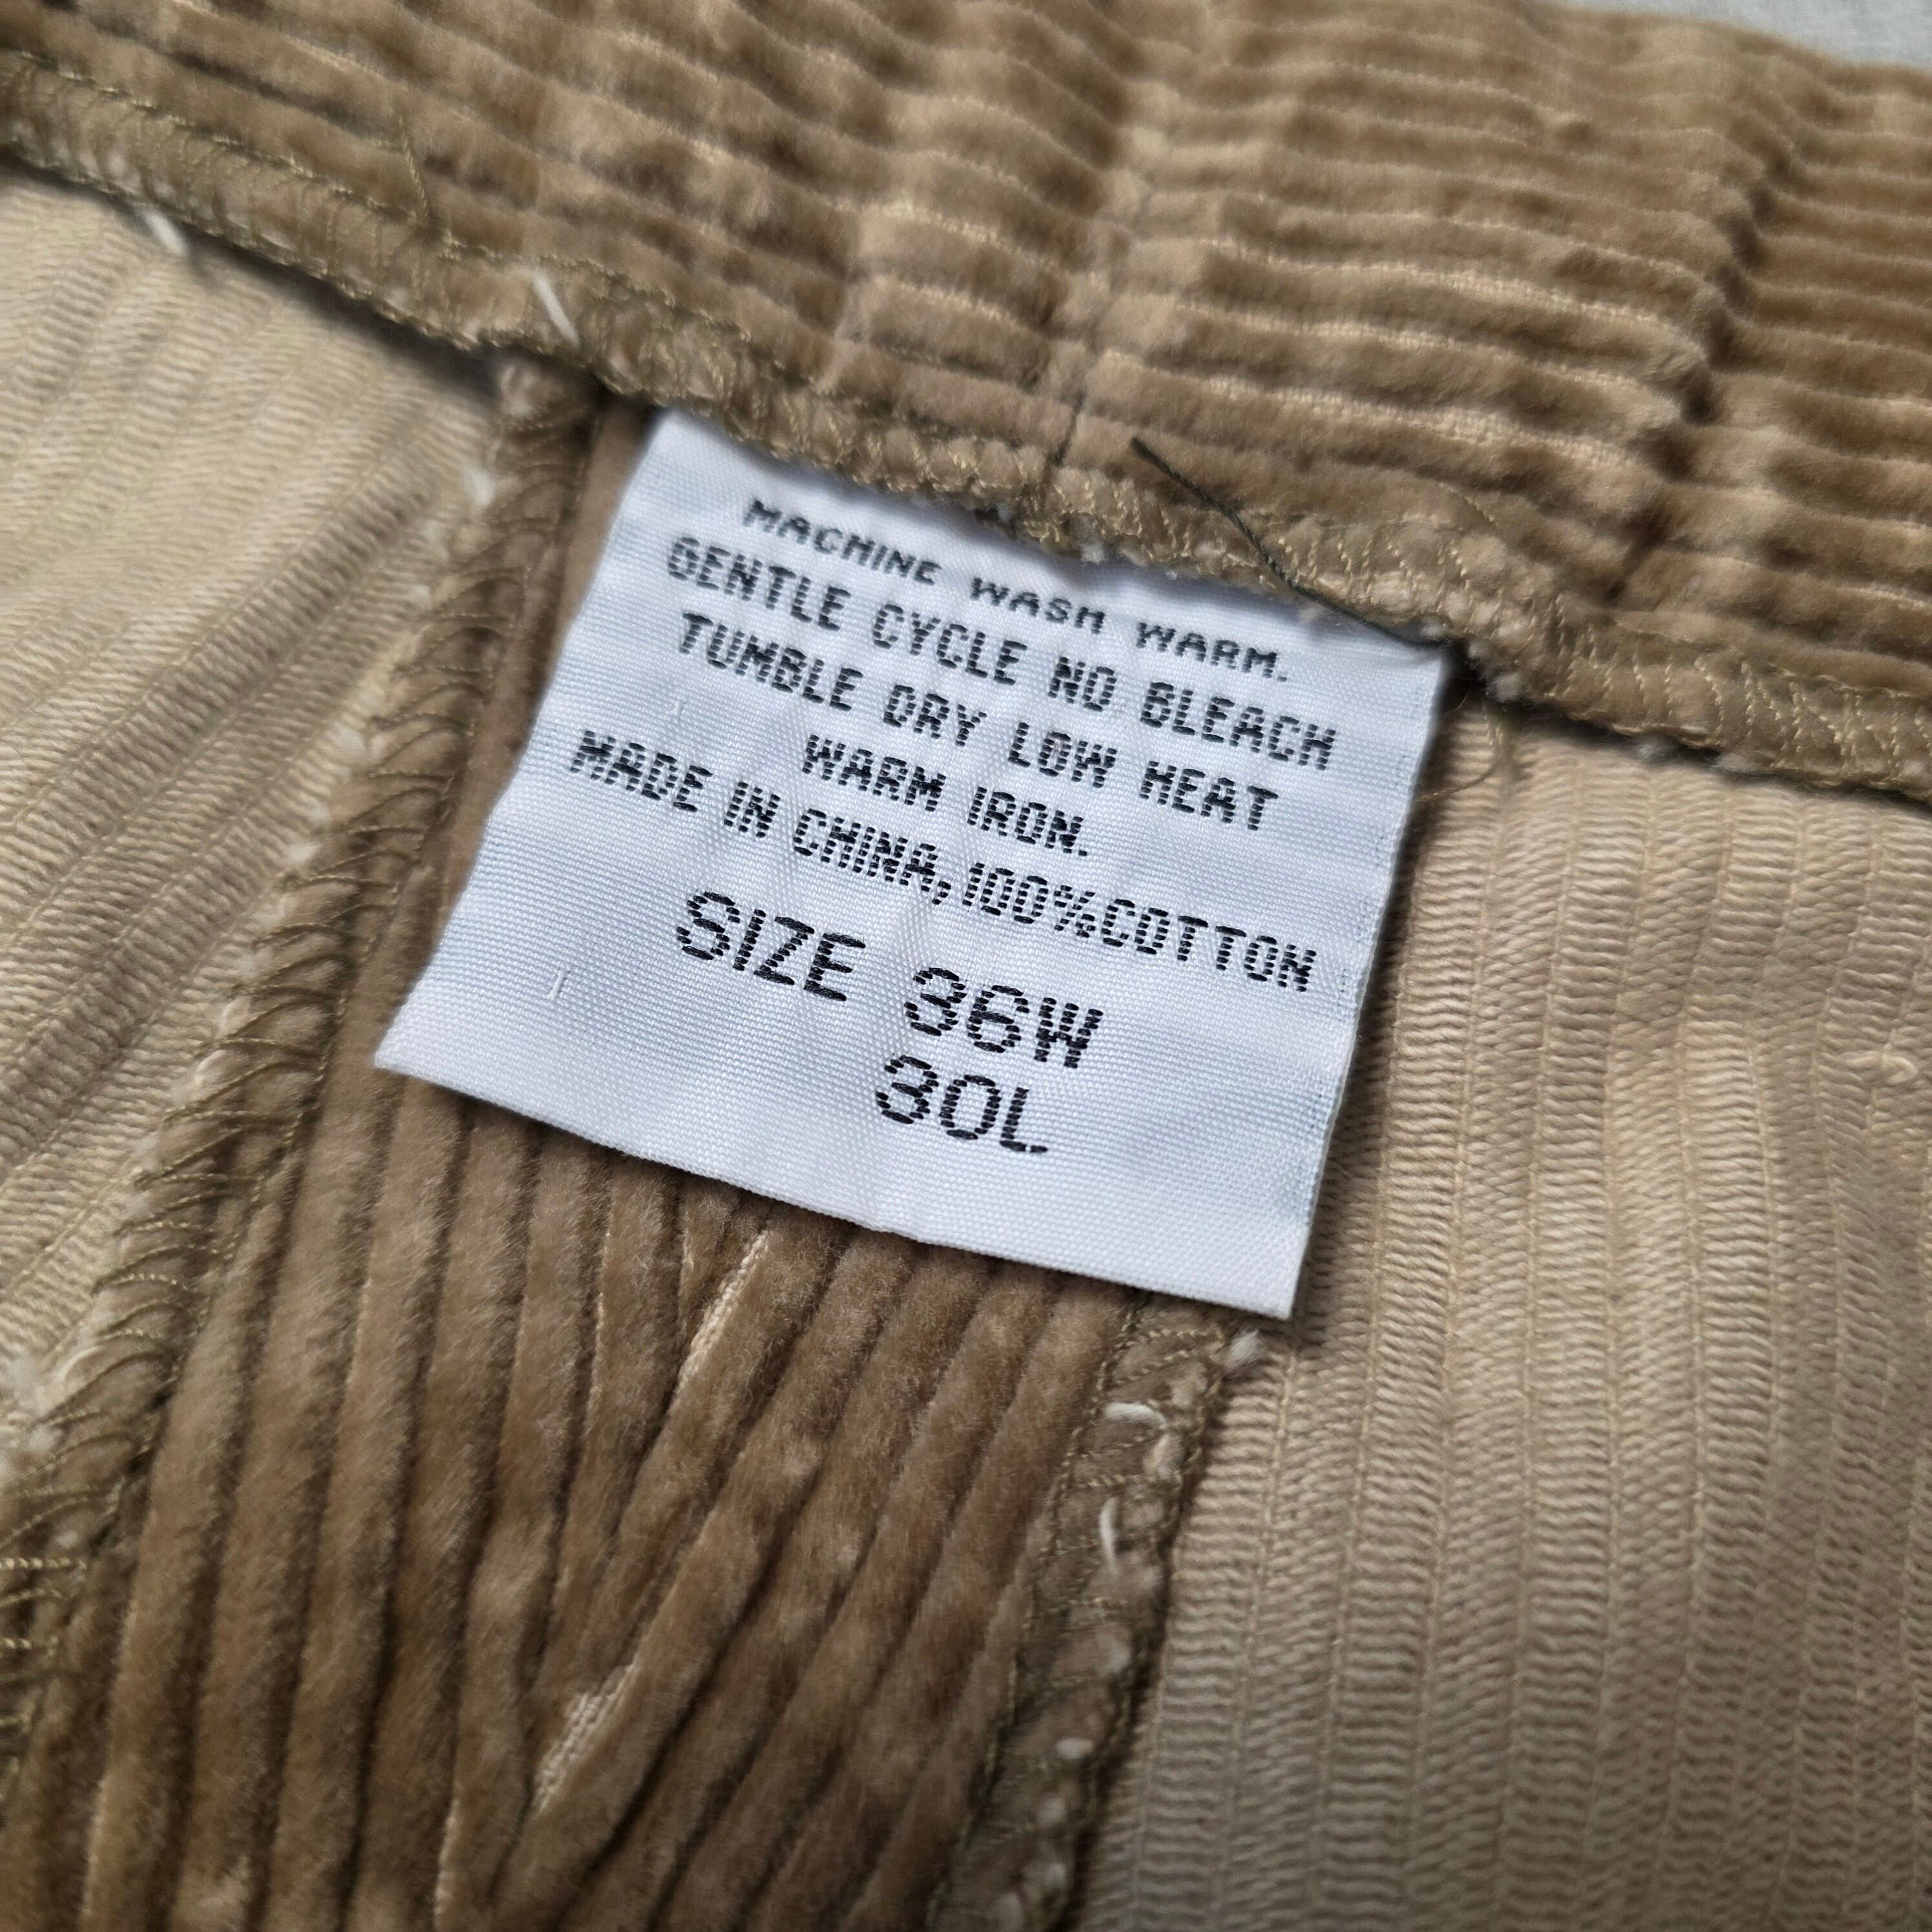 MACHINE WASH WARM.
GENTLE CYCLE NO BLEACH
TUMBLE DRY LOW HEAT
WARM IRON.
MADE IN CHINA,100%COTTON
SIZE 36W
30L